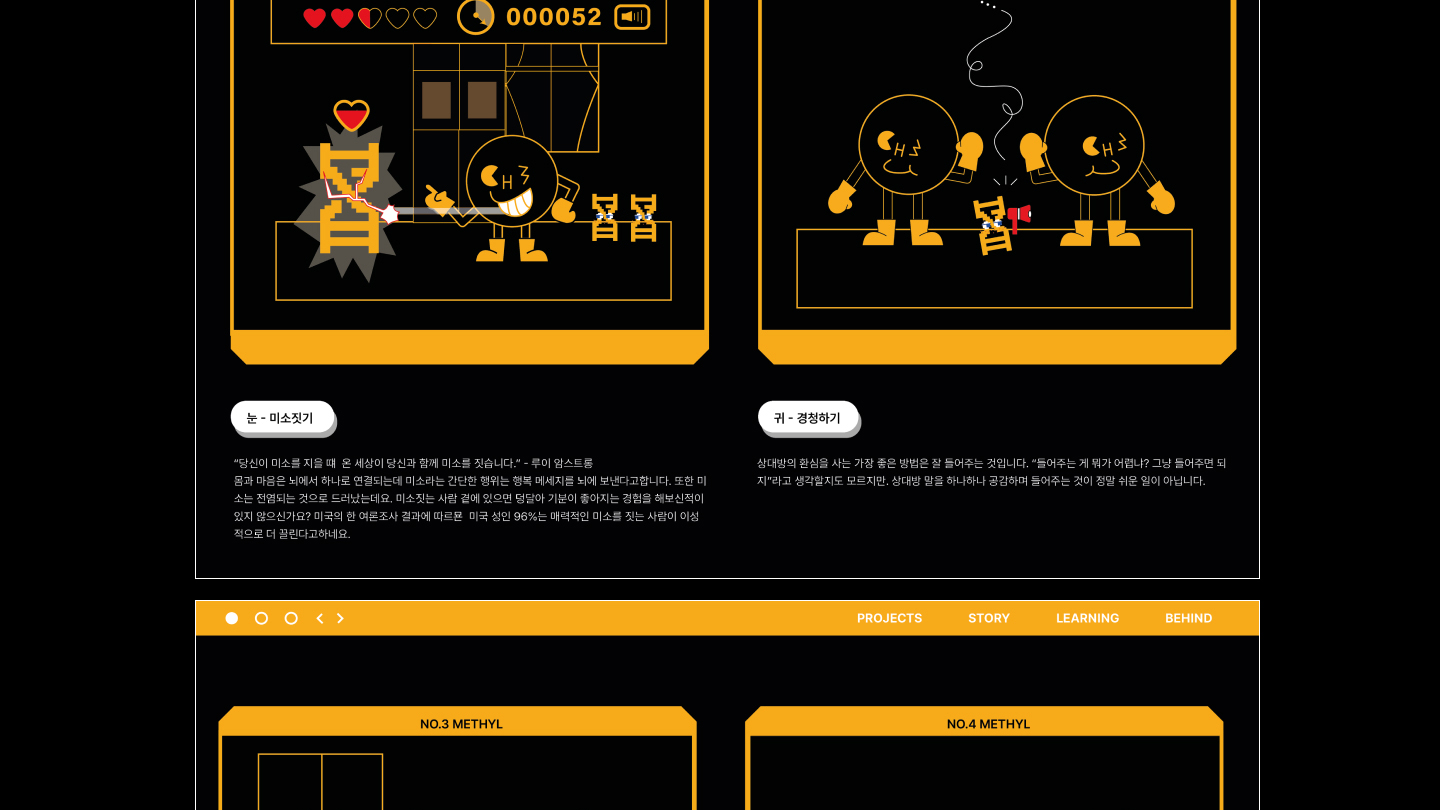 000052
CH3
CH3
CH3
눈 - 미소짓기
귀 - 경청하기
“당신이 미소를 지을 때 온 세상이 당신과 함께 미소를 짓습니다.” - 루이 암스트롱
몸과 마음은 뇌에서 하나로 연결되는데 미소라는 간단한 행위는 행복 메세지를 뇌에 보낸다고합니다. 또한 미
소는 전염되는 것으로 드러났는데요. 미소짓는 사람 곁에 있으면 덩달아 기분이 좋아지는 경험을 해보신적이
있지 않으신가요? 미국의 한 여론조사 결과에 따르묜 미국 성인 96%는 매력적인 미소를 짓는 사람이 이성
적으로 더 끌린다고하네요.
상대방의 환심을 사는 가장 좋은 방법은 잘 들어주는 것입니다. “들어주는 게 뭐가 어렵나? 그냥 들어주면 되
지”라고 생각할지도 모르지만. 상대방 말을 하나하나 공감하며 들어주는 것이 정말 쉬운 일이 아닙니다.
PROJECTS STORY LEARNING BEHIND
NO.3 METHYL
NO.4 METHYL